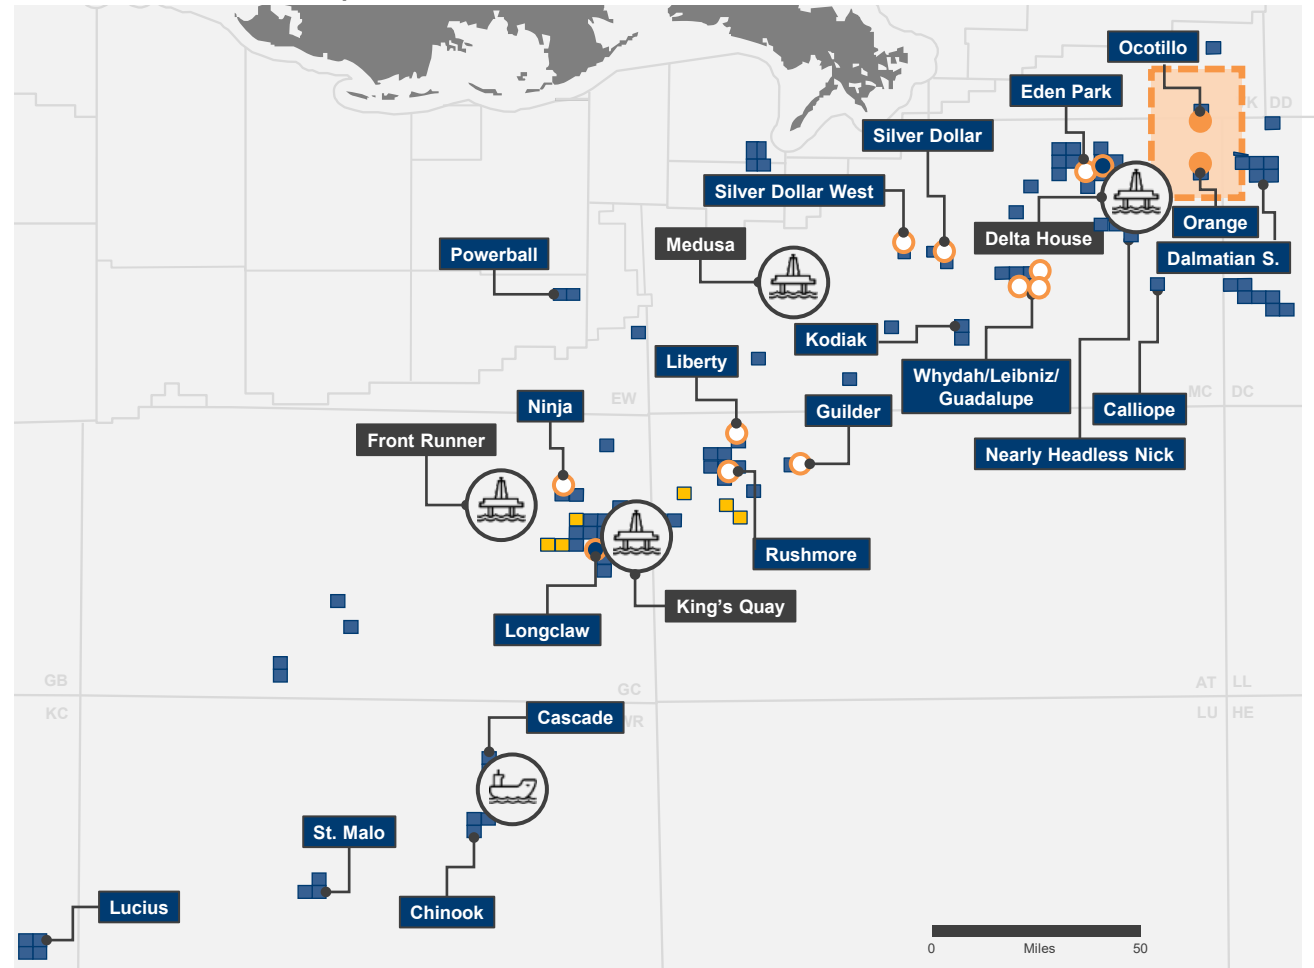 Ocotillo
Eden Park
K
DD
Silver Dollar
Silver Dollar West
Orange
Delta House
Medusa
Powerball
Dalmatian S.
Kodiak
Liberty
Whydah/Leibniz/
Guadalupe
MC
DC
EW
Ninja
Guilder
Calliope
Front Runner
Nearly Headless Nick
Rushmore
King's Quay
Longclaw
GB
GC
AT
LL
KC
WR
LU
HE
Cascade
St. Malo
Lucius
Chinook
0
Miles
50